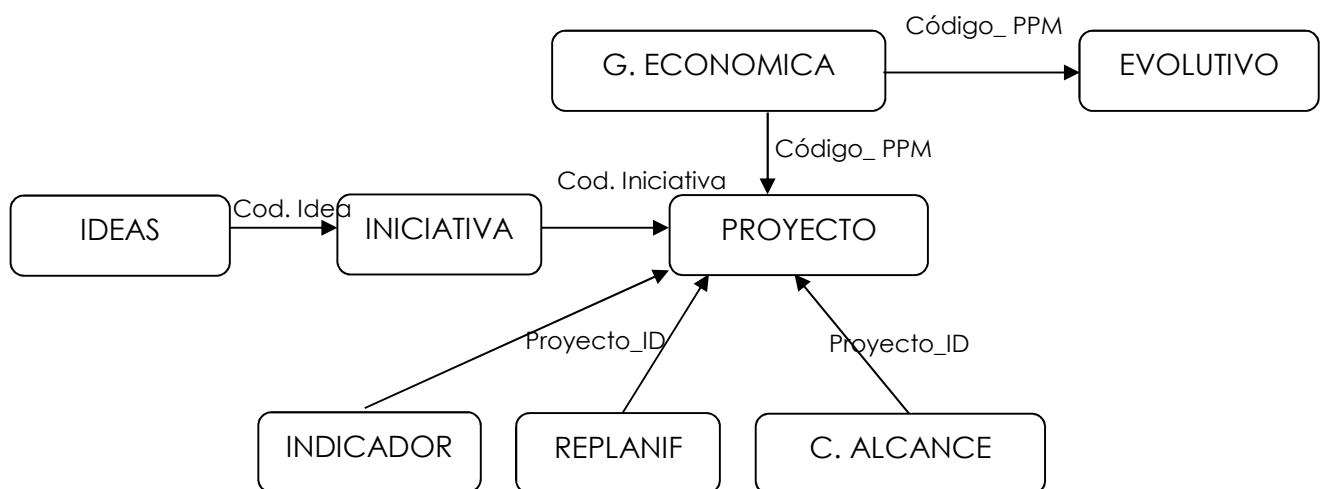 Código_ PPM
G. ECONOMICA
EVOLUTIVO
Código_ PPM
Cod. Iniciativa
IDEAS
Cod. Idea
INICIATIVA
PROYECTO
Proyecto_ID
Proyecto_ID
INDICADOR
REPLANIF
C. ALCANCE